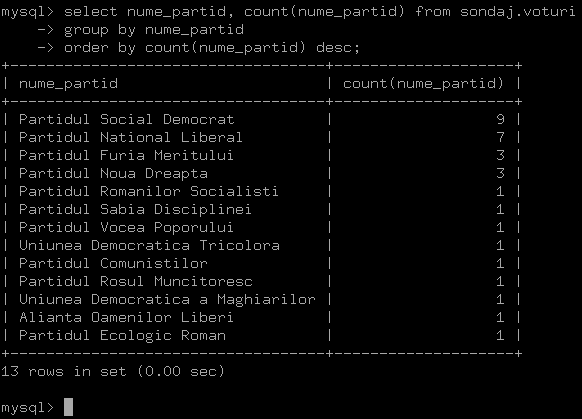 mysql> select nume_partid, count(nume_partid) from sondaj.voturi
    -> group by nume_partid
    -> order by count(nume_partid) desc;
+-----------------------------------+--------------------+
| nume_partid                       | count(nume_partid) |
+-----------------------------------+--------------------+
| Partidul Social Democrat          |                  9 |
| Partidul National Liberal         |                  7 |
| Partidul Furia Meritului          |                  3 |
| Partidul Noua Dreapta             |                  3 |
| Partidul Romanilor Socialisti     |                  1 |
| Partidul Sabia Disciplinei        |                  1 |
| Partidul Vocea Poporului          |                  1 |
| Uniunea Democratica Tricolora     |                  1 |
| Partidul Comunistilor             |                  1 |
| Partidul Rosul Muncitoresc        |                  1 |
| Uniunea Democratica a Maghiarilor |                  1 |
| Alianta Oamenilor Liberi          |                  1 |
| Partidul Ecologic Roman           |                  1 |
+-----------------------------------+--------------------+
13 rows in set (0.00 sec)
mysql>